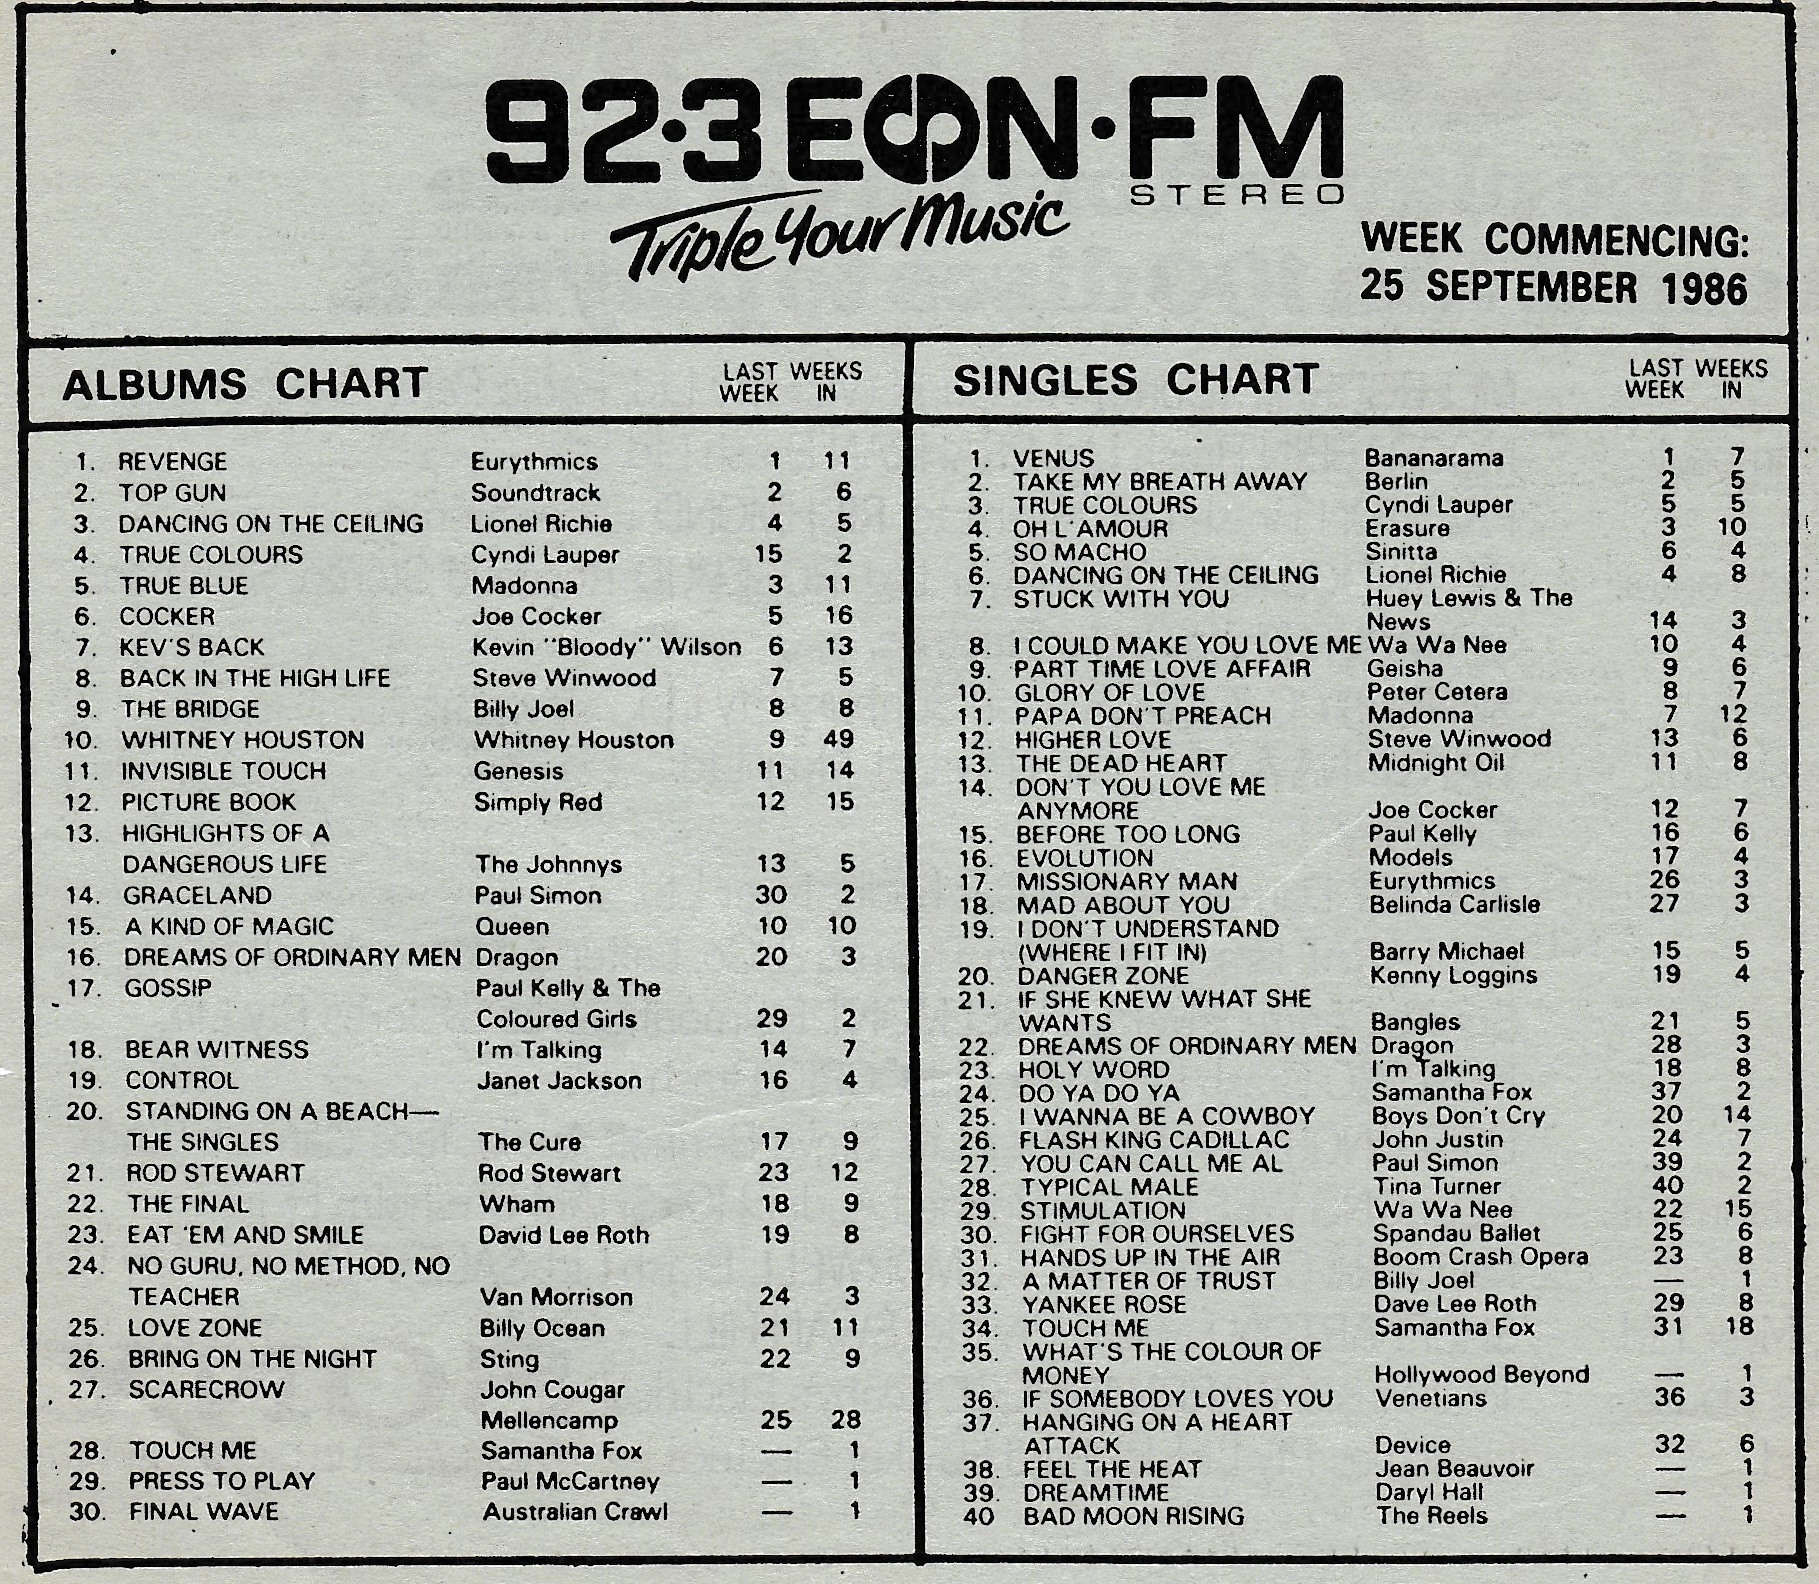 92·3 EON·FM
STEREO
Triple Your Music
WEEK COMMENCING:
25 SEPTEMBER 1986
ALBUMS CHART LAST WEEK WEEKS IN
1. REVENGE Eurythmics 1 11
2. TOP GUN Soundtrack 2 6
3. DANCING ON THE CEILING Lionel Richie 4 5
4. TRUE COLOURS Cyndi Lauper 15 2
5. TRUE BLUE Madonna 3 11
6. COCKER Joe Cocker 5 16
7. KEV'S BACK Kevin "Bloody" Wilson 6 13
8. BACK IN THE HIGH LIFE Steve Winwood 7 5
9. THE BRIDGE Billy Joel 8 8
10. WHITNEY HOUSTON Whitney Houston 9 49
11. INVISIBLE TOUCH Genesis 11 14
12. PICTURE BOOK Simply Red 12 15
13. HIGHLIGHTS OF A
DANGEROUS LIFE The Johnnys 13 5
14. GRACELAND Paul Simon 30 2
15. A KIND OF MAGIC Queen 10 10
16. DREAMS OF ORDINARY MEN Dragon 20 3
17. GOSSIP Paul Kelly & The
Coloured Girls 29 2
18. BEAR WITNESS I'm Talking 14 7
19. CONTROL Janet Jackson 16 4
20. STANDING ON A BEACH—
THE SINGLES The Cure 17 9
21. ROD STEWART Rod Stewart 23 12
22. THE FINAL Wham 18 9
23. EAT 'EM AND SMILE David Lee Roth 19 8
24. NO GURU, NO METHOD, NO
TEACHER Van Morrison 24 3
25. LOVE ZONE Billy Ocean 21 11
26. BRING ON THE NIGHT Sting 22 9
27. SCARECROW John Cougar
Mellencamp 25 28
28. TOUCH ME Samantha Fox — 1
29. PRESS TO PLAY Paul McCartney — 1
30. FINAL WAVE Australian Crawl — 1
SINGLES CHART LAST WEEK WEEKS IN
1. VENUS Bananarama 1 7
2. TAKE MY BREATH AWAY Berlin 2 5
3. TRUE COLOURS Cyndi Lauper 5 5
4. OH L'AMOUR Erasure 3 10
5. SO MACHO Sinitta 6 4
6. DANCING ON THE CEILING Lionel Richie 4 8
7. STUCK WITH YOU Huey Lewis & The
News 14 3
8. I COULD MAKE YOU LOVE ME Wa Wa Nee 10 4
9. PART TIME LOVE AFFAIR Geisha 9 6
10. GLORY OF LOVE Peter Cetera 8 7
11. PAPA DON'T PREACH Madonna 7 12
12. HIGHER LOVE Steve Winwood 13 6
13. THE DEAD HEART Midnight Oil 11 8
14. DON'T YOU LOVE ME
ANYMORE Joe Cocker 12 7
15. BEFORE TOO LONG Paul Kelly 16 6
16. EVOLUTION Models 17 4
17. MISSIONARY MAN Eurythmics 26 3
18. MAD ABOUT YOU Belinda Carlisle 27 3
19. I DON'T UNDERSTAND
(WHERE I FIT IN) Barry Michael 15 5
20. DANGER ZONE Kenny Loggins 19 4
21. IF SHE KNEW WHAT SHE
WANTS Bangles 21 5
22. DREAMS OF ORDINARY MEN Dragon 28 3
23. HOLY WORD I'm Talking 18 8
24. DO YA DO YA Samantha Fox 37 2
25. I WANNA BE A COWBOY Boys Don't Cry 20 14
26. FLASH KING CADILLAC John Justin 24 7
27. YOU CAN CALL ME AL Paul Simon 39 2
28. TYPICAL MALE Tina Turner 40 2
29. STIMULATION Wa Wa Nee 22 15
30. FIGHT FOR OURSELVES Spandau Ballet 25 6
31. HANDS UP IN THE AIR Boom Crash Opera 23 8
32. A MATTER OF TRUST Billy Joel — 1
33. YANKEE ROSE Dave Lee Roth 29 8
34. TOUCH ME Samantha Fox 31 18
35. WHAT'S THE COLOUR OF
MONEY Hollywood Beyond — 1
36. IF SOMEBODY LOVES YOU Venetians 36 3
37. HANGING ON A HEART
ATTACK Device 32 6
38. FEEL THE HEAT Jean Beauvoir — 1
39. DREAMTIME Daryl Hall — 1
40 BAD MOON RISING The Reels — 1